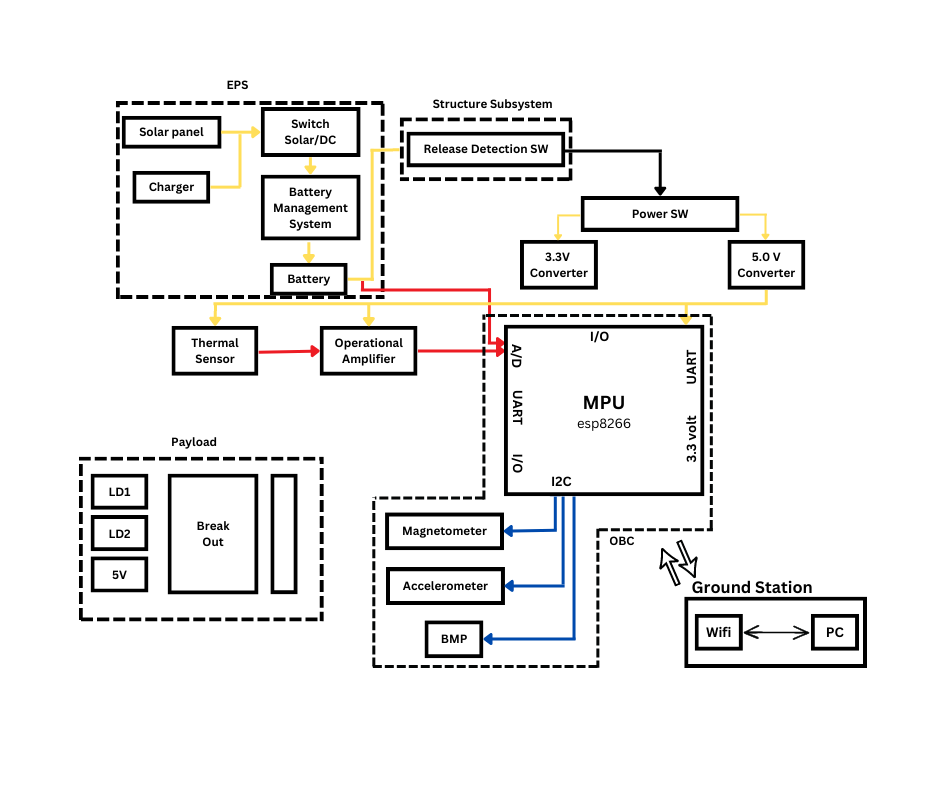 EPS
Structure Subsystem
Solar panel
Switch
Solar/DC
Release Detection SW
Charger
Battery
Management
System
Power SW
3.3V
Converter
5.0 V
Converter
Battery
Thermal
Sensor
Operational
Amplifier
I/O
A/D
UART
UART
MPU
esp8266
I/O
3.3 volt
I2C
Payload
LD1
LD2
5V
Break
Out
Magnetometer
Accelerometer
BMP
OBC
Ground Station
Wifi
PC